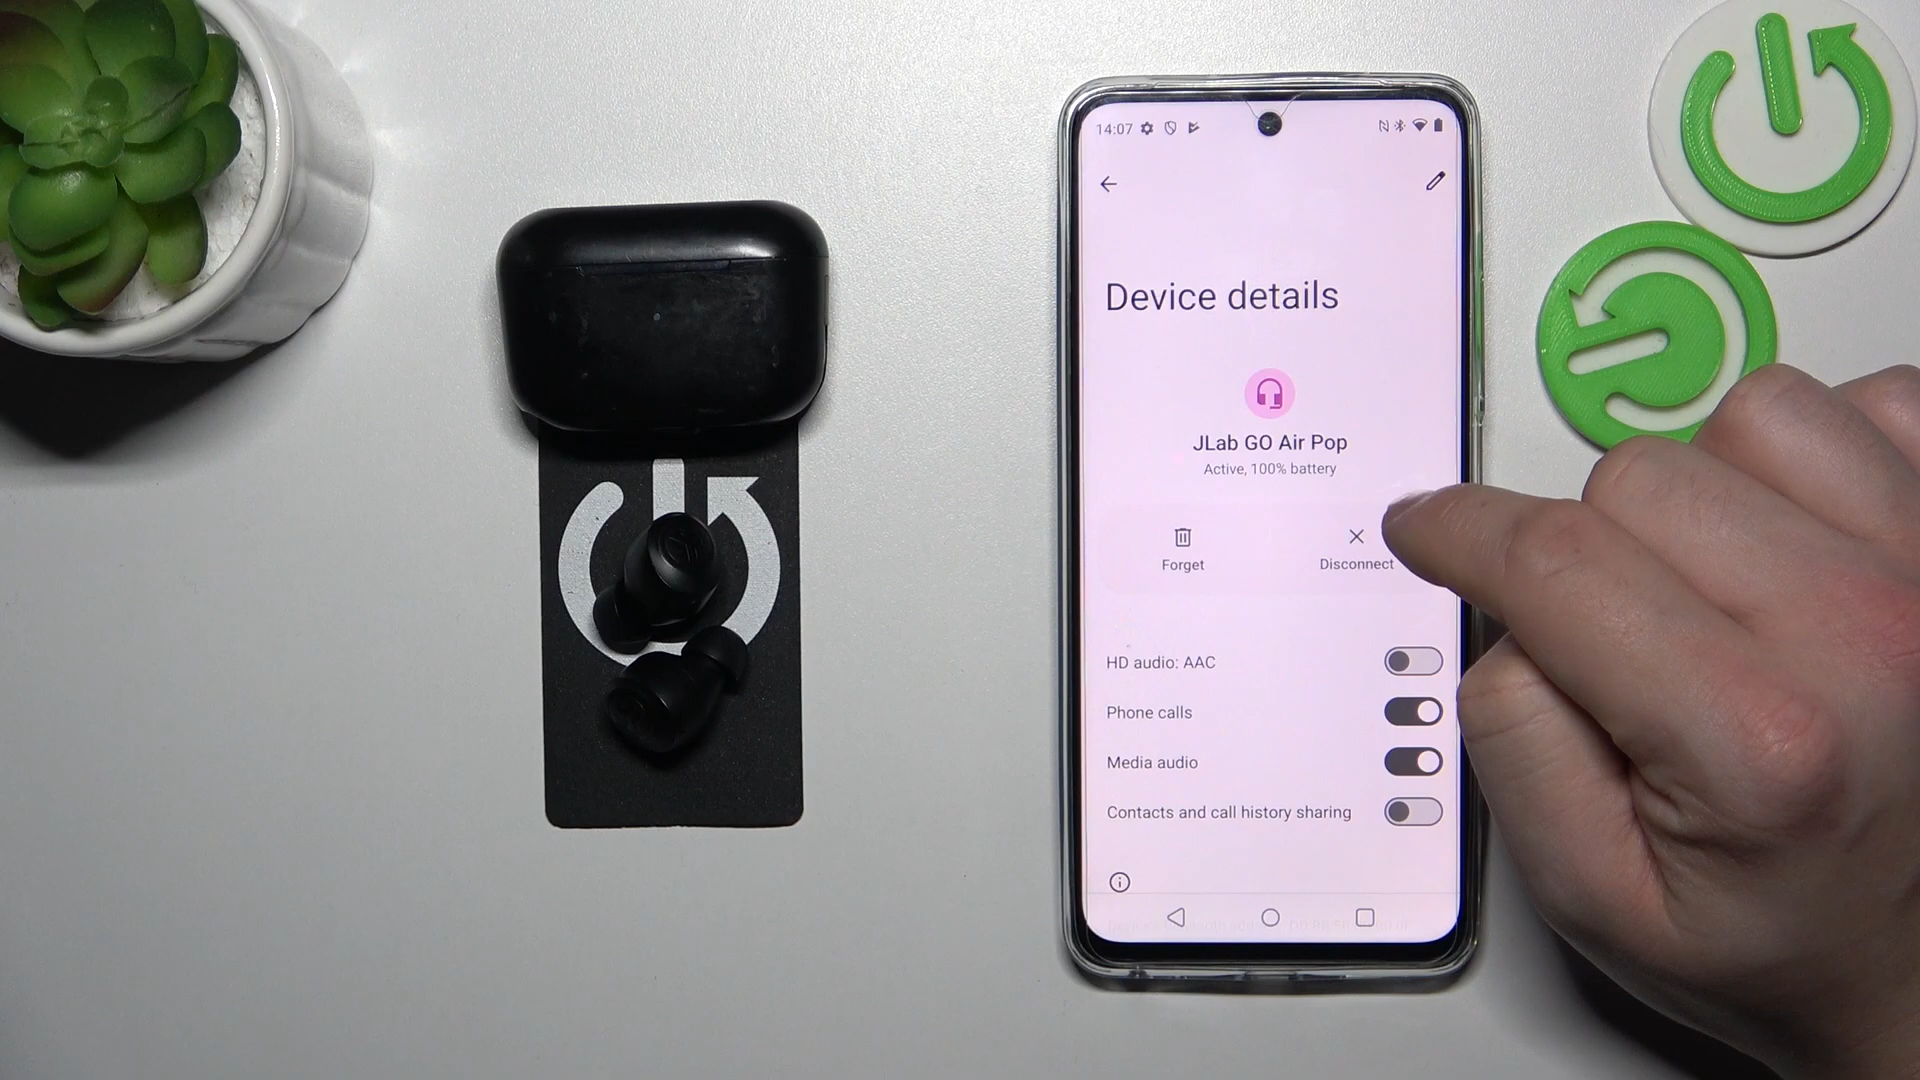 14:07
Device details
JLab GO Air Pop
Active, 100% battery
Forget
Disconnect
HD audio: AAC
Phone calls
Media audio
Contacts and call history sharing